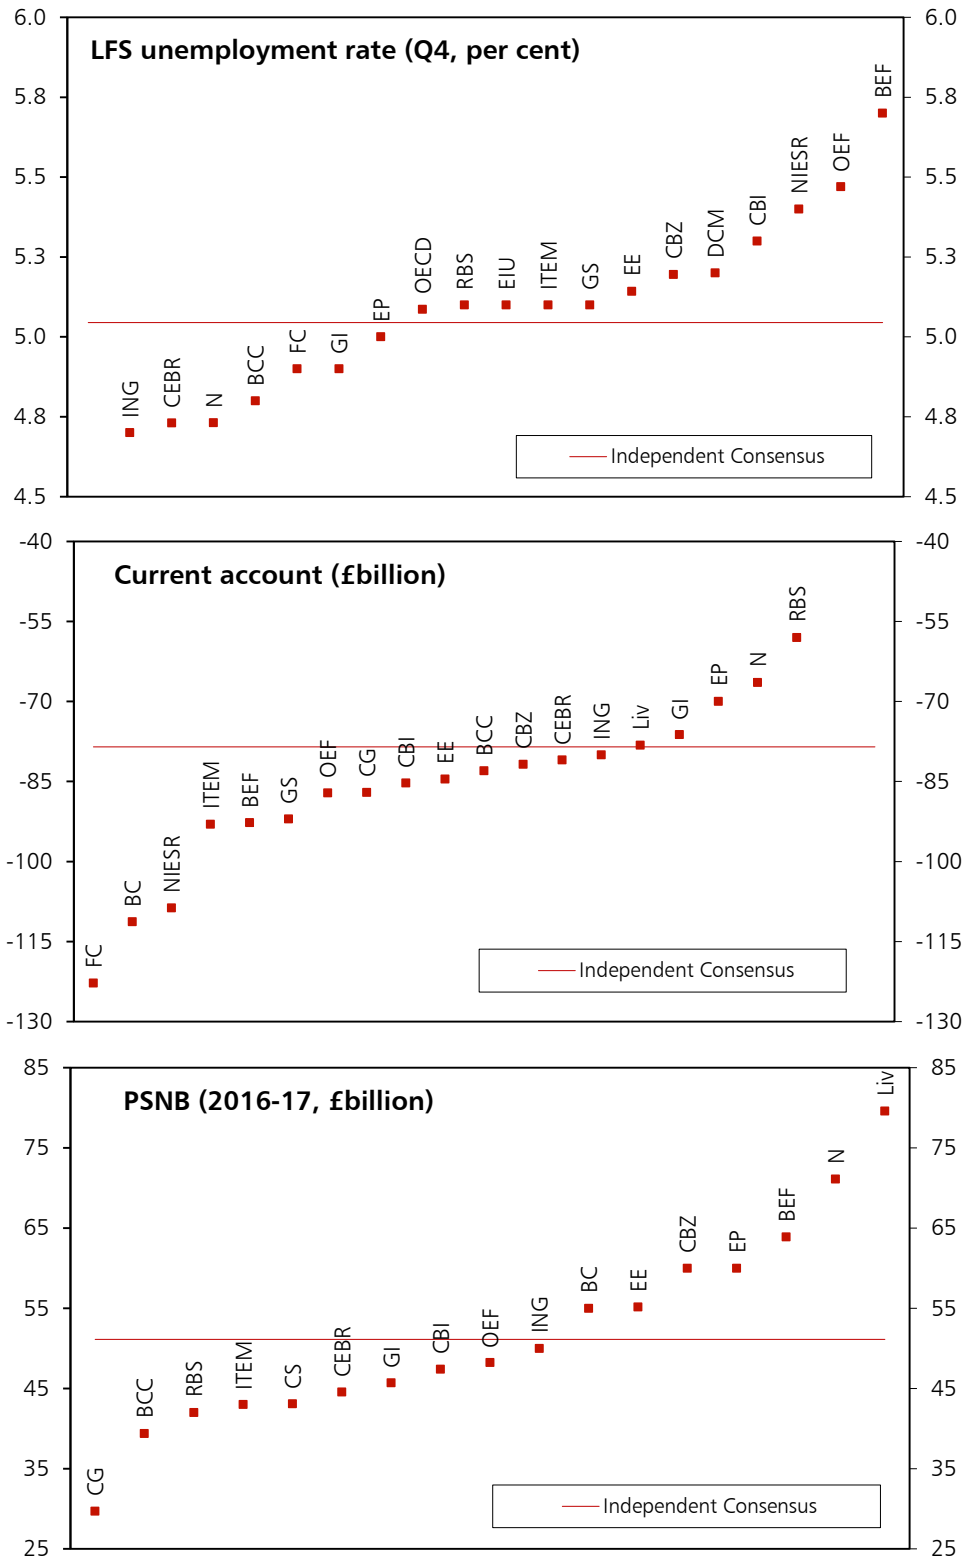 LFS unemployment rate (Q4, per cent)
6.0 6.0
5.8 5.8
5.5 5.5
5.3 5.3
5.0 5.0
4.8 4.8
4.5 4.5
ING CEBR N BCC FC GI EP OECD RBS EIU ITEM GS EE CBZ DCM CBI NIESR OEF BEF
Independent Consensus
Current account (£billion)
-40 -40
-55 -55
-70 -70
-85 -85
-100 -100
-115 -115
-130 -130
FC BC NIESR ITEM BEF GS OEF CG CBI EE BCC CBZ CEBR ING Liv GI EP N RBS
Independent Consensus
PSNB (2016-17, £billion)
85 85
75 75
65 65
55 55
45 45
35 35
25 25
CG BCC RBS ITEM CS CEBR GI CBI OEF ING BC EE CBZ EP BEF N Liv
Independent Consensus